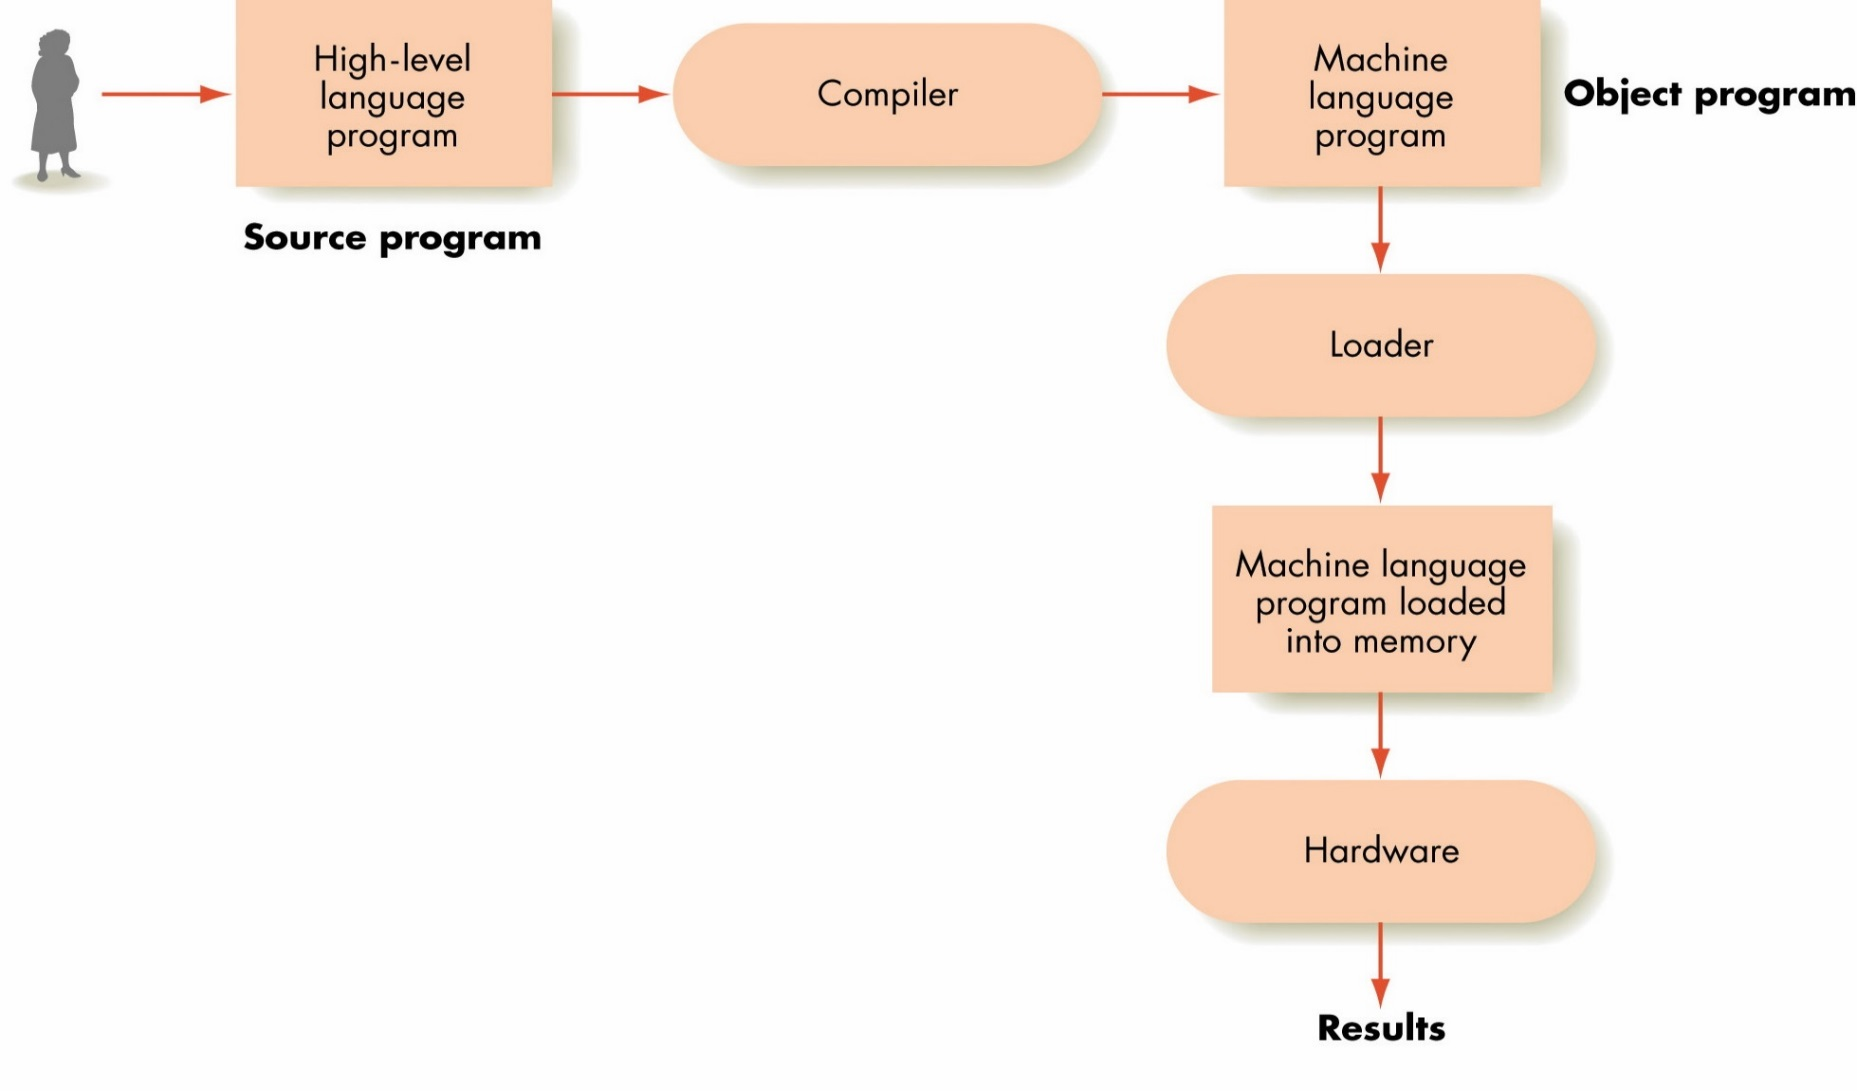 High-level
language
program
Source program
Compiler
Machine
language
program
Object program
Loader
Machine language
program loaded
into memory
Hardware
Results